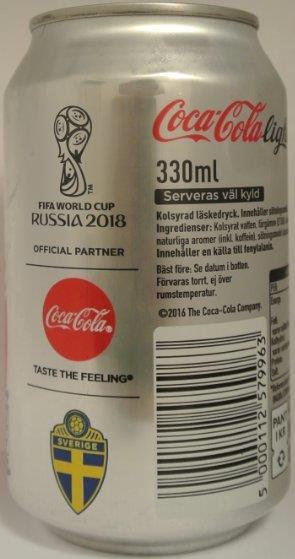 FIFA WORLD CUP
RUSSIA 2018
OFFICIAL PARTNER
Coca-Cola
TASTE THE FEELING
SVERIGE
Coca-Cola light
330ml
Serveras väl kyld
Kolsyrad läskedryck. Innehåller
Ingredienser: Kolsyrat vatten, färgämne
naturliga aromer (inkl. koffein),
Innehåller en källa till fenylalanin.
Bäst före: Se datum i botten.
Förvaras torrt, ej över
rumstemperatur.
©2016 The Coca-Cola Company.
5 000112 579963
PANT
1 KR